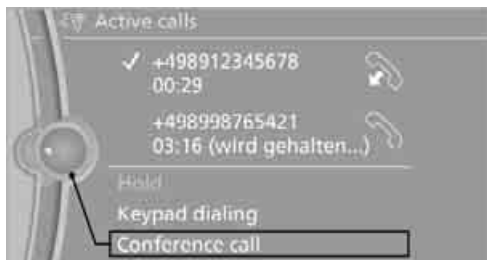 Active calls
+498912345678
00:29
+498998765421
03:16 (wird gehalten...)
Hold
Keypad dialing
Conference call